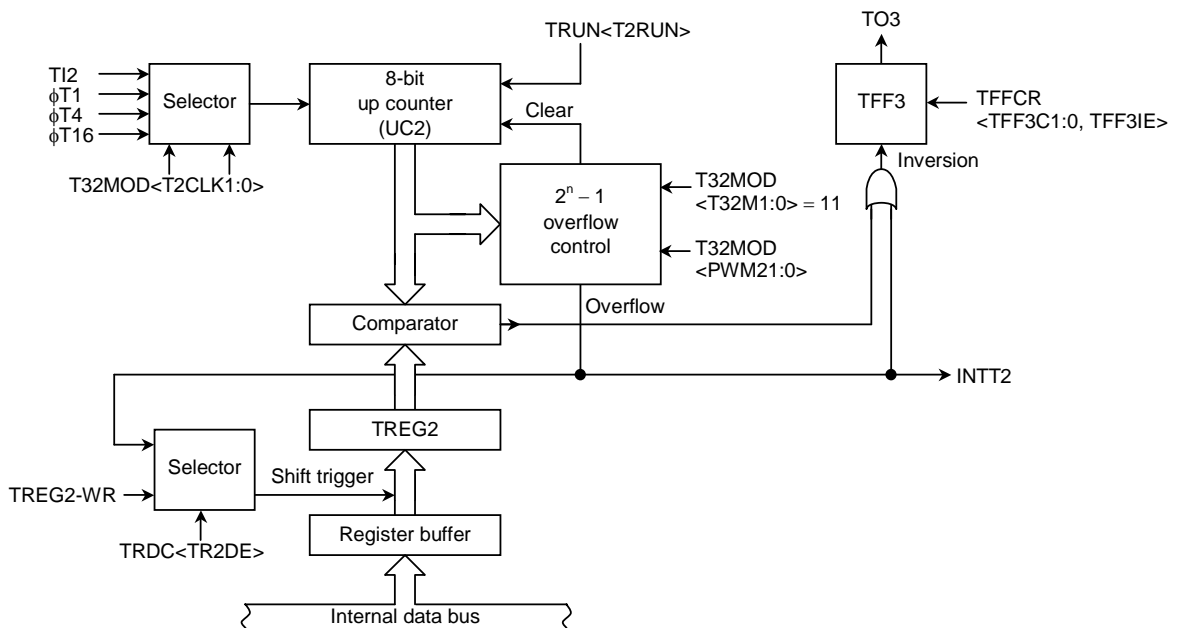 TO3
TRUN<T2RUN>
TI2
ϕT1
ϕT4
ϕT16
Selector
8-bit
up counter
(UC2)
Clear
TFF3
TFFCR
<TFF3C1:0, TFF3IE>
Inversion
T32MOD<T2CLK1:0>
2ⁿ − 1
overflow
control
T32MOD
<T32M1:0> = 11
T32MOD
<PWM21:0>
Overflow
Comparator
INTT2
TREG2
Selector
Shift trigger
TREG2-WR
Register buffer
TRDC<TR2DE>
Internal data bus